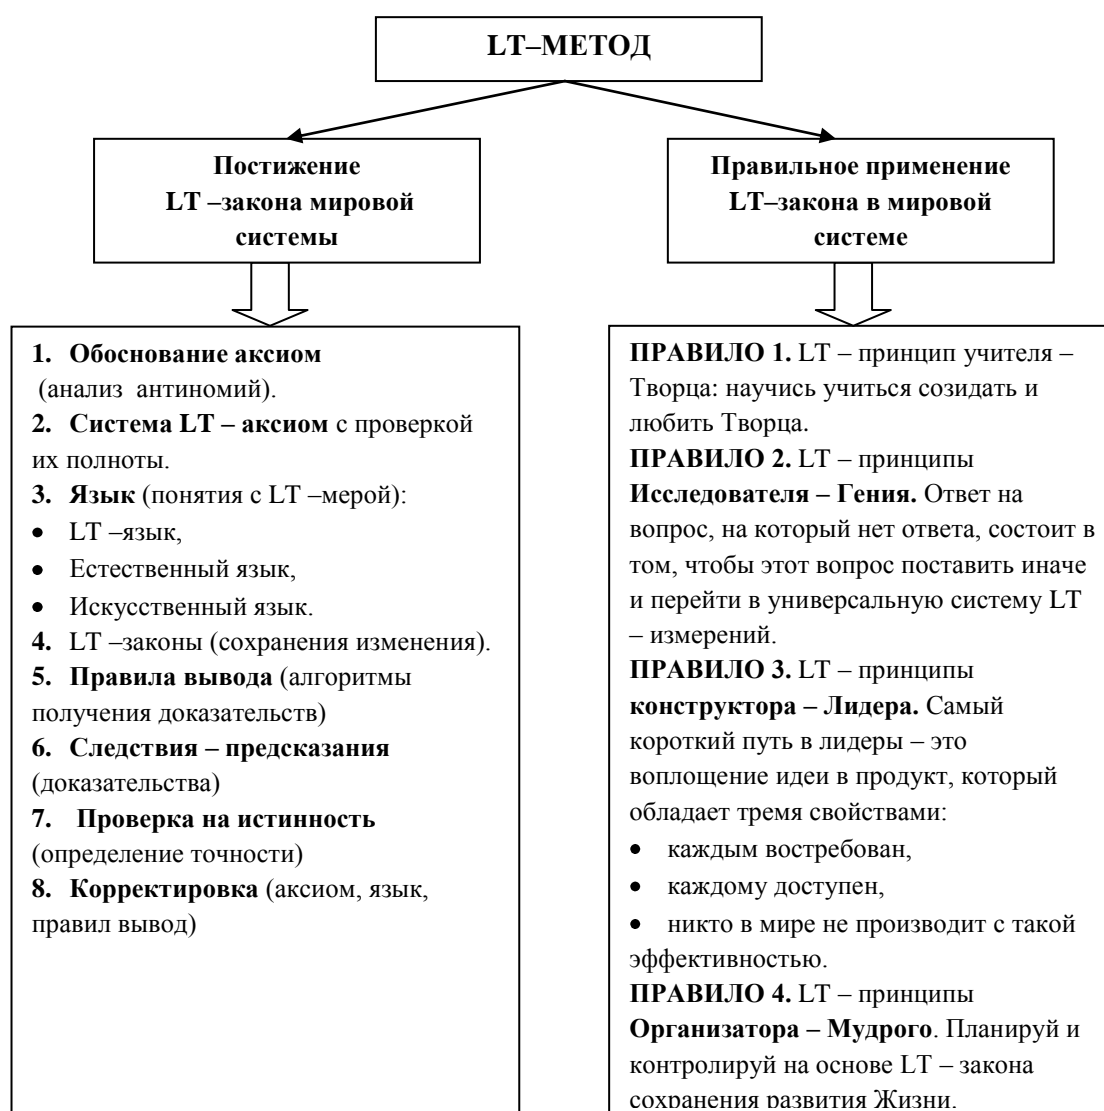 LT–МЕТОД
Постижение
LT –закона мировой
системы
Правильное применение
LT–закона в мировой
системе
1. Обоснование аксиом
(анализ антиномий).
2. Система LT – аксиом с проверкой
их полноты.
3. Язык (понятия с LT –мерой):
• LT –язык,
• Естественный язык,
• Искусственный язык.
4. LT –законы (сохранения изменения).
5. Правила вывода (алгоритмы
получения доказательств)
6. Следствия – предсказания
(доказательства)
7. Проверка на истинность
(определение точности)
8. Корректировка (аксиом, язык,
правил вывод)
ПРАВИЛО 1. LT – принцип учителя –
Творца: научись учиться созидать и
любить Творца.
ПРАВИЛО 2. LT – принципы
Исследователя – Гения. Ответ на
вопрос, на который нет ответа, состоит в
том, чтобы этот вопрос поставить иначе
и перейти в универсальную систему LT
– измерений.
ПРАВИЛО 3. LT – принципы
конструктора – Лидера. Самый
короткий путь в лидеры – это
воплощение идеи в продукт, который
обладает тремя свойствами:
• каждым востребован,
• каждому доступен,
• никто в мире не производит с такой
эффективностью.
ПРАВИЛО 4. LT – принципы
Организатора – Мудрого. Планируй и
контролируй на основе LT – закона
сохранения развития Жизни.